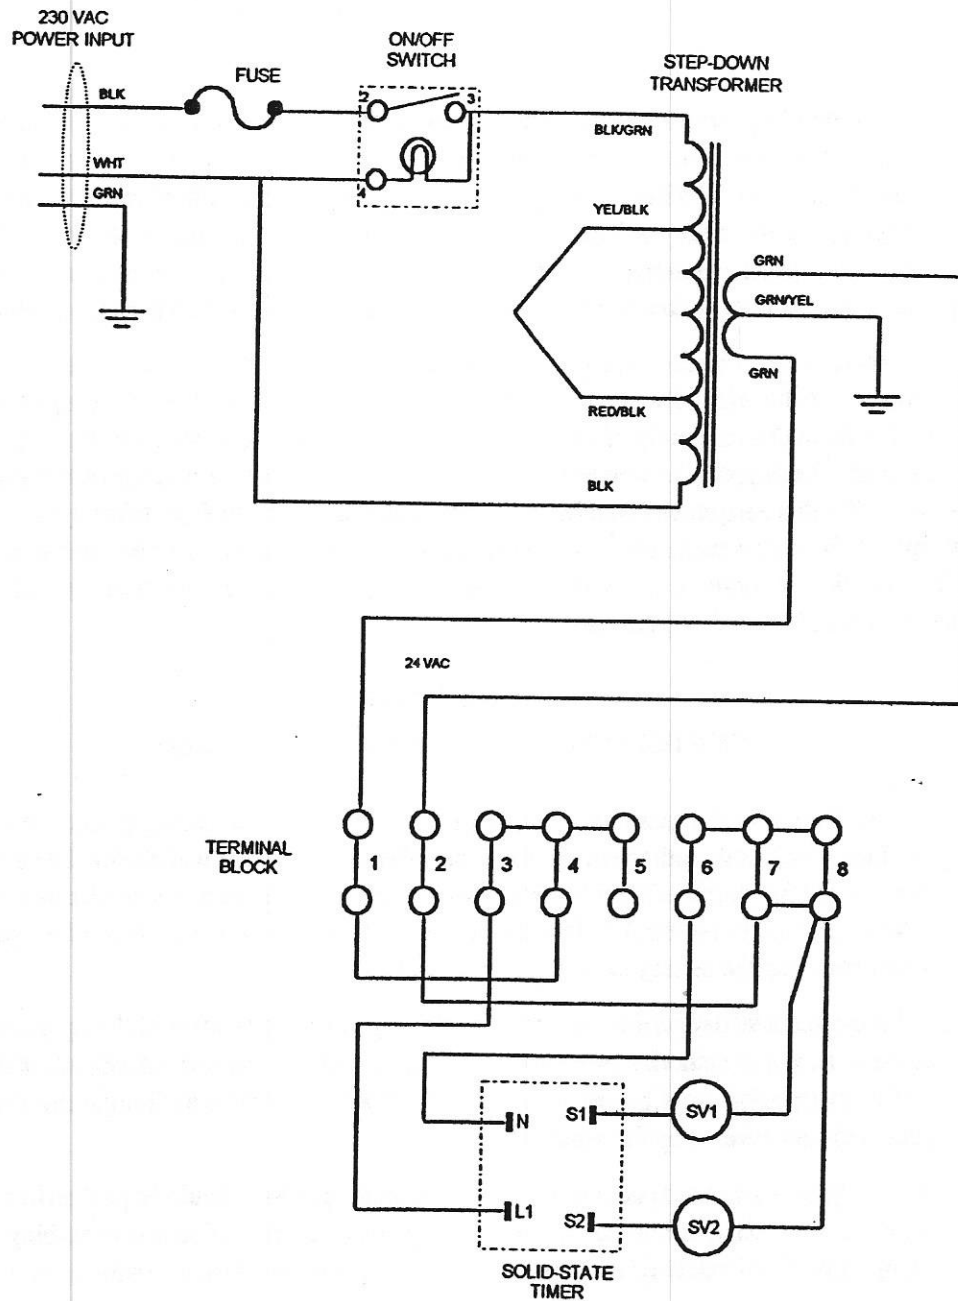 230 VAC
POWER INPUT
ON/OFF
SWITCH
FUSE
STEP-DOWN
TRANSFORMER
BLK
2
3
BLK/GRN
WHT
4
GRN
YEL/BLK
GRN
GRN/YEL
GRN
RED/BLK
BLK
24 VAC
TERMINAL
BLOCK
1
2
3
4
5
6
7
8
N
S1
SV1
L1
S2
SV2
SOLID-STATE
TIMER